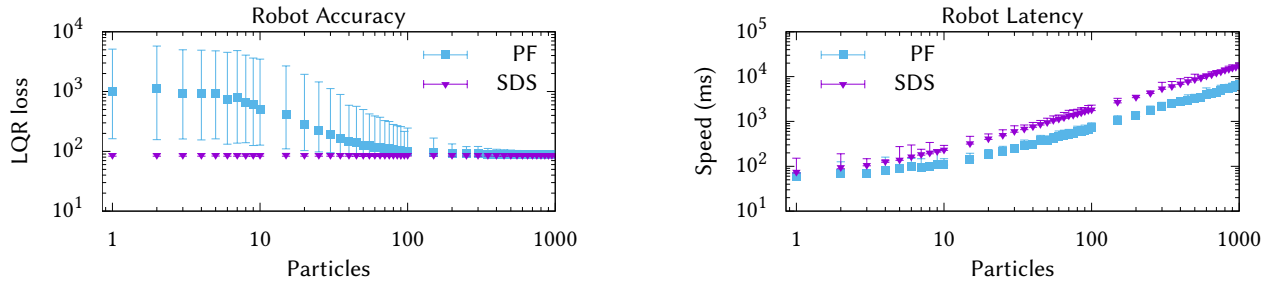 Robot Accuracy
10^4
10^3
10^2
10^1
LQR loss
PF
SDS
1 10 100 1000
Particles
Robot Latency
10^5
10^4
10^3
10^2
10^1
Speed (ms)
PF
SDS
1 10 100 1000
Particles